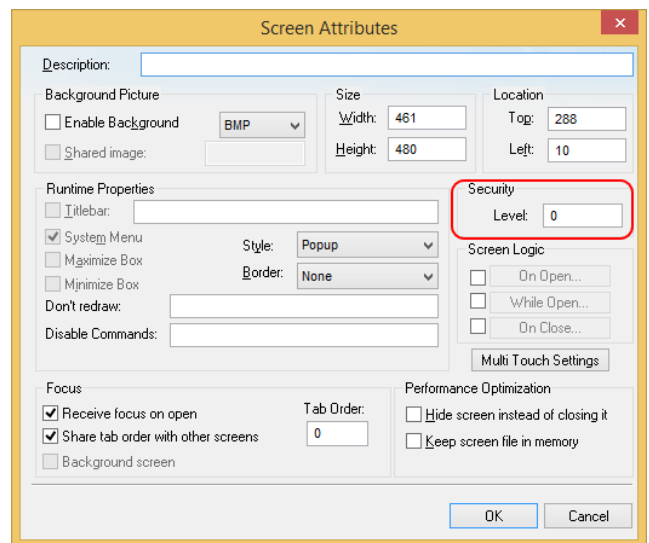 Screen Attributes
Description:
Background Picture
Enable Background
BMP
Shared image:
Size
Width: 461
Height: 480
Location
Top: 288
Left: 10
Runtime Properties
Titlebar:
System Menu
Maximize Box
Minimize Box
Style: Popup
Border: None
Don't redraw:
Disable Commands:
Security
Level: 0
Screen Logic
On Open...
While Open...
On Close...
Multi Touch Settings
Focus
Receive focus on open
Share tab order with other screens
Background screen
Tab Order:
0
Performance Optimization
Hide screen instead of closing it
Keep screen file in memory
OK
Cancel